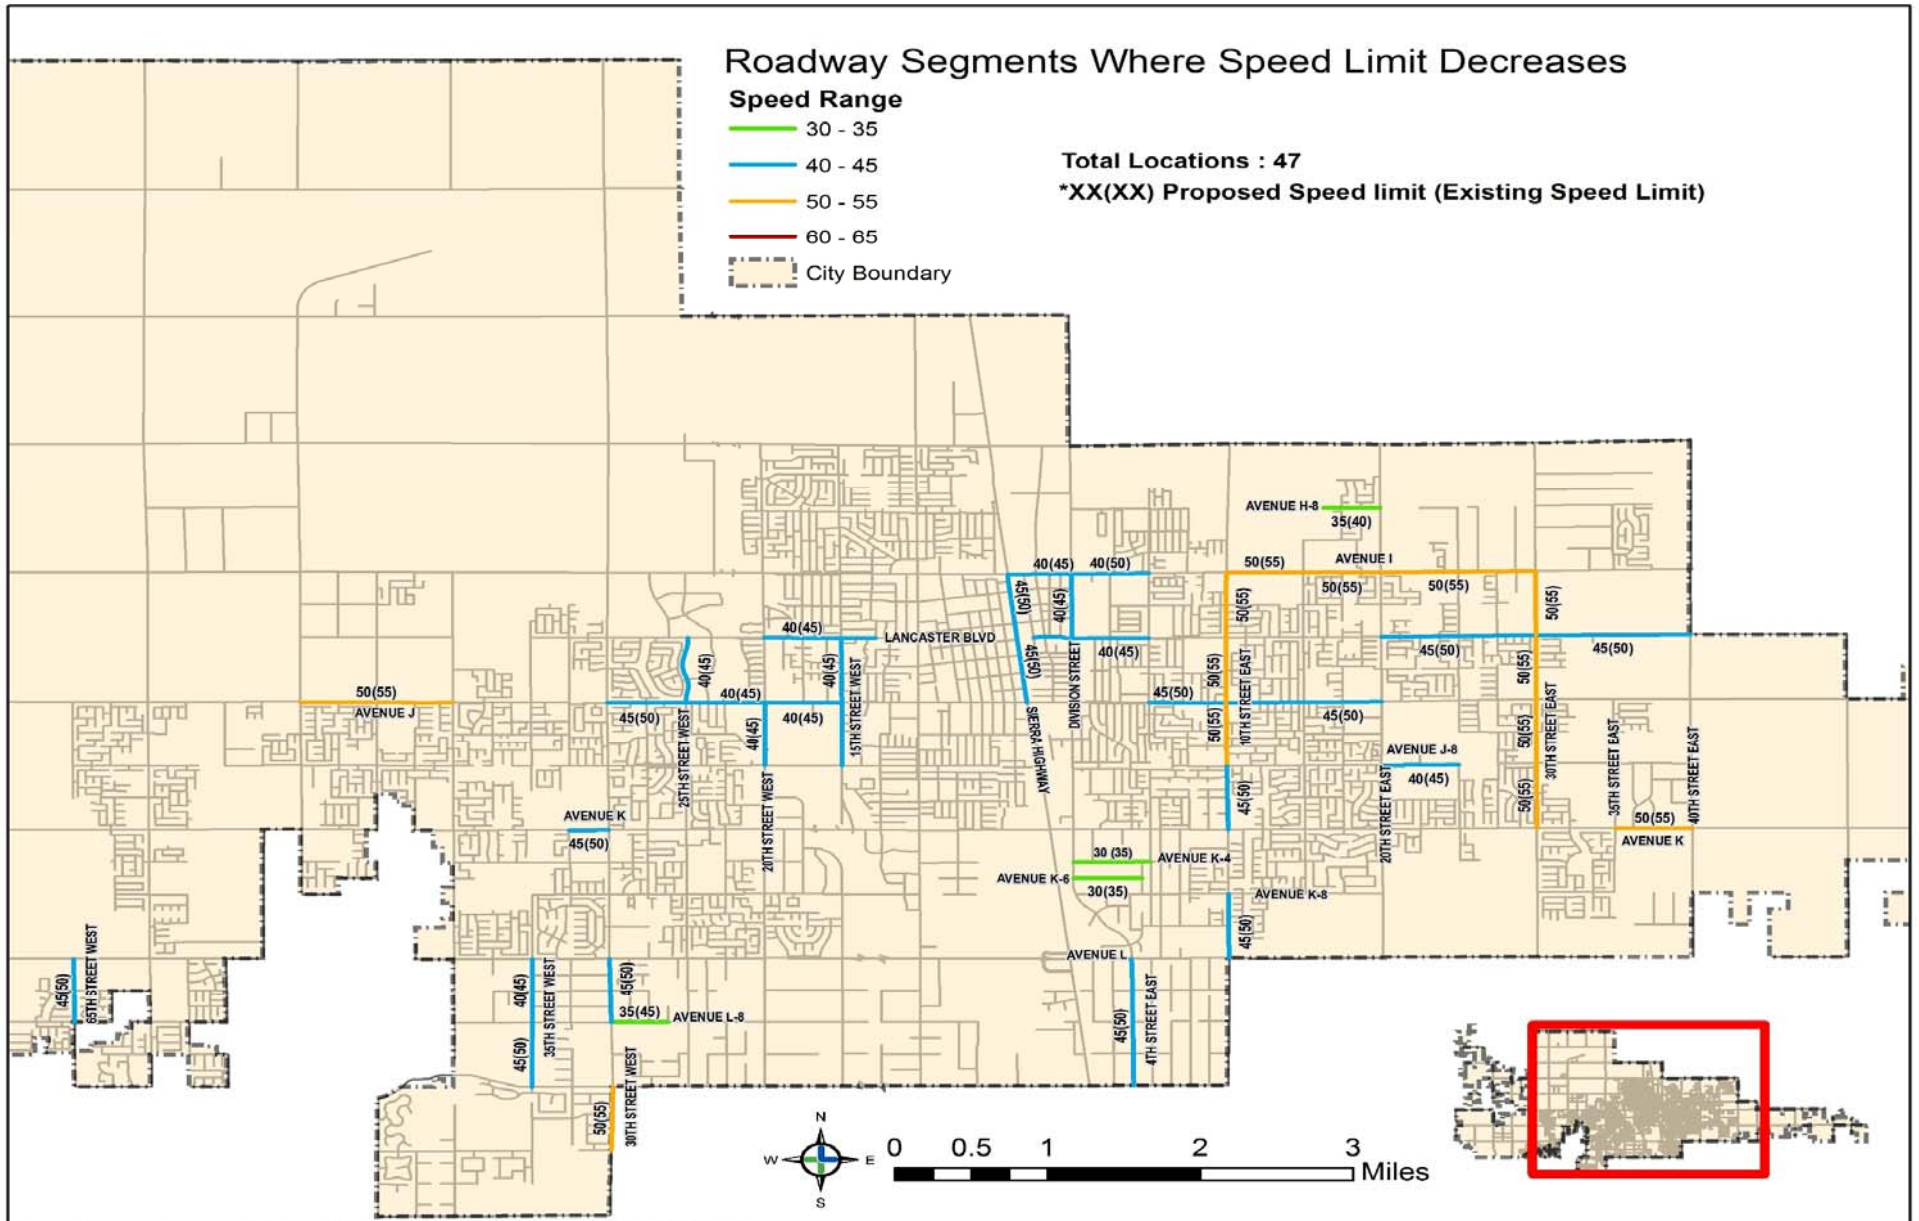 Roadway Segments Where Speed Limit Decreases
Speed Range
30 - 35
40 - 45
50 - 55
60 - 65
City Boundary
Total Locations : 47
*XX(XX) Proposed Speed limit (Existing Speed Limit)
AVENUE H-8
35(40)
40(45)
40(50)
50(55)
AVENUE I
50(55)
50(55)
45(50)
40(45)
50(55)
50(55)
40(45)
LANCASTER BLVD
40(45)
45(50)
45(50)
45(50)
40(45)
40(45)
15TH STREET WEST
DIVISION STREET
50(55)
10TH STREET EAST
50(55)
30TH STREET EAST
50(55)
AVENUE J
40(45)
45(50)
40(45)
45(50)
45(50)
25TH STREET WEST
40(45)
SIERRA HIGHWAY
50(55)
50(55)
35TH STREET EAST
40TH STREET EAST
AVENUE J-8
40(45)
20TH STREET WEST
45(50)
20TH STREET EAST
50(55)
AVENUE K
45(50)
50(55)
AVENUE K
30 (35)
AVENUE K-4
AVENUE K-6
30(35)
AVENUE K-8
45(50)
AVENUE L
45(50)
65TH STREET WEST
40(45)
35TH STREET WEST
45(50)
35(45)
AVENUE L-8
45(50)
45(50)
4TH STREET EAST
50(55)
30TH STREET WEST
N
W
E
S
0 0.5 1 2 3
Miles